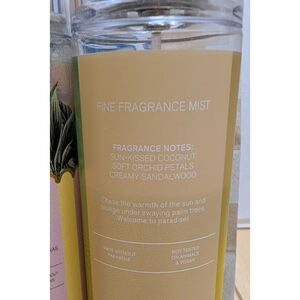 FINE FRAGRANCE MIST
FRAGRANCE NOTES:
SUN-KISSED COCONUT
SOFT ORCHID PETALS
CREAMY SANDALWOOD
Chase the warmth of the sun and
lounge under swaying palm trees.
Welcome to paradise!
MADE WITHOUT
PARABENS
NOT TESTED
ON ANIMALS
& VEGAN